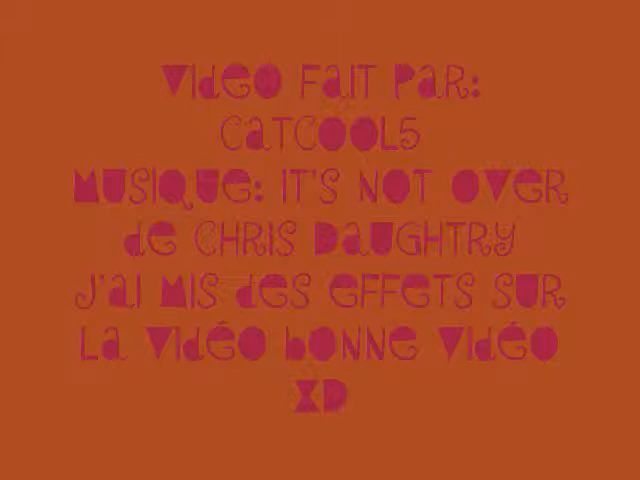 Video fait par:
catcool5
Musique: It's not over
de Chris Daughtry
J'ai mis des effets sur
la vidéo bonne vidéo
XD